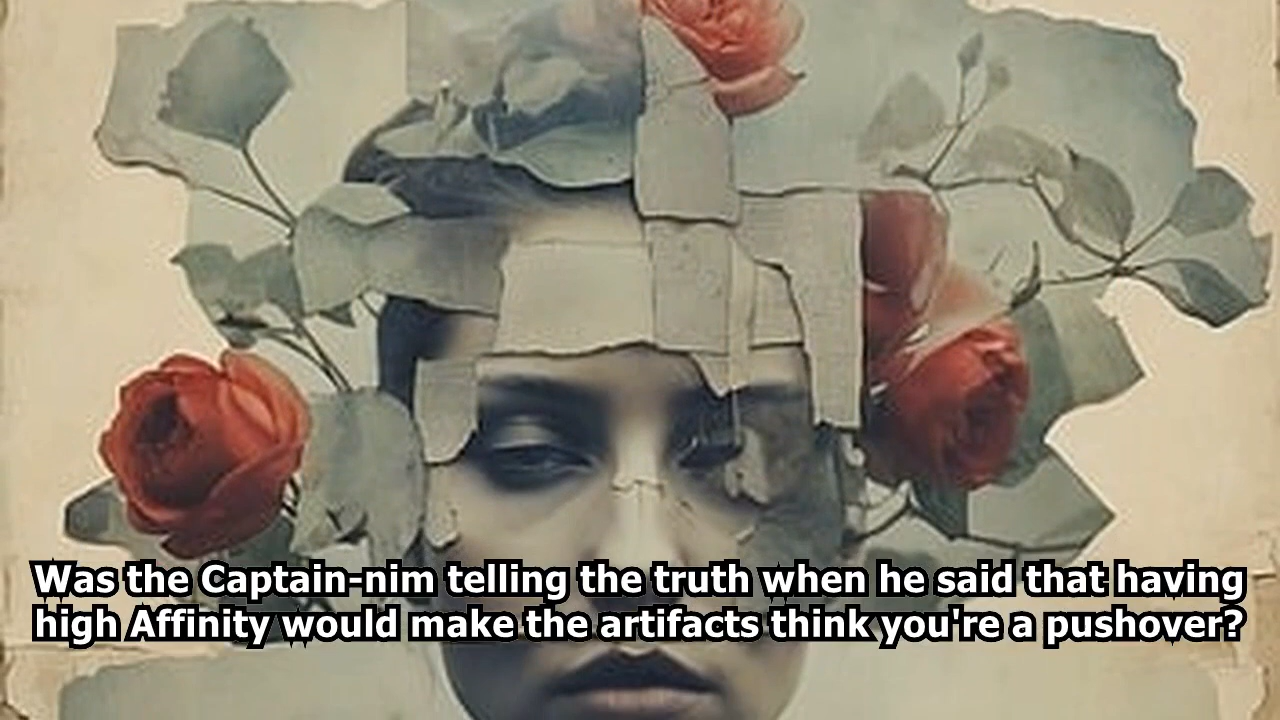 Was the Captain-nim telling the truth when he said that having
high Affinity would make the artifacts think you're a pushover?